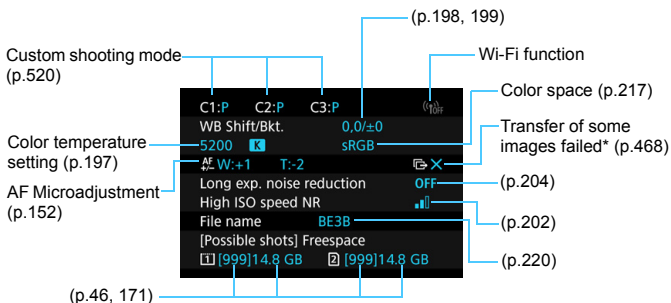 (p.198, 199)
Custom shooting mode
(p.520)
Wi-Fi function
C1:P C2:P C3:P OFF
Color space (p.217)
WB Shift/Bkt. 0,0/±0
Color temperature
setting (p.197)
5200 K sRGB
Transfer of some
images failed* (p.468)
AF +/- W:+1 T:-2
AF Microadjustment
(p.152)
Long exp. noise reduction OFF
(p.204)
High ISO speed NR
(p.202)
File name BE3B
(p.220)
[Possible shots] Freespace
1 [999]14.8 GB 2 [999]14.8 GB
(p.46, 171)